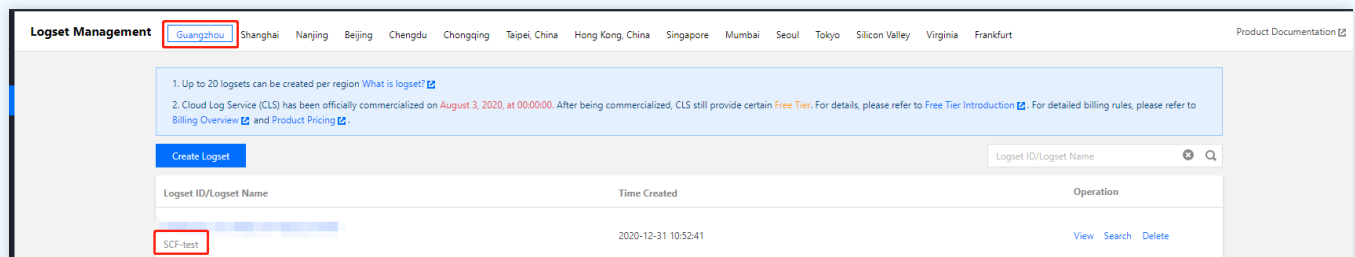 Logset Management Guangzhou Shanghai Nanjing Beijing Chengdu Chongqing Taipei, China Hong Kong, China Singapore Mumbai Seoul Tokyo Silicon Valley Virginia Frankfurt Product Documentation
1. Up to 20 logsets can be created per region What is logset?
2. Cloud Log Service (CLS) has been officially commercialized on August 3, 2020, at 00:00:00. After being commercialized, CLS still provide certain Free Tier. For details, please refer to Free Tier Introduction . For detailed billing rules, please refer to
Billing Overview and Product Pricing .
Create Logset Logset ID/Logset Name
Logset ID/Logset Name Time Created Operation
SCF-test 2020-12-31 10:52:41 View Search Delete